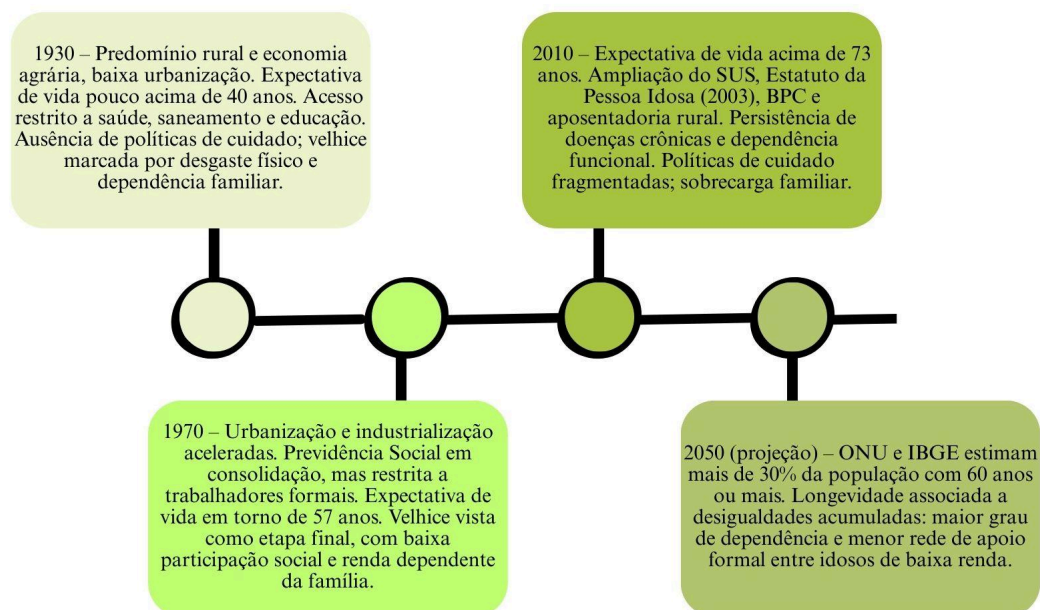 1930 – Predomínio rural e economia
agrária, baixa urbanização. Expectativa
de vida pouco acima de 40 anos. Acesso
restrito a saúde, saneamento e educação.
Ausência de políticas de cuidado; velhice
marcada por desgaste físico e
dependência familiar.
1970 – Urbanização e industrialização
aceleradas. Previdência Social em
consolidação, mas restrita a
trabalhadores formais. Expectativa de
vida em torno de 57 anos. Velhice vista
como etapa final, com baixa
participação social e renda dependente
da família.
2010 – Expectativa de vida acima de 73
anos. Ampliação do SUS, Estatuto da
Pessoa Idosa (2003), BPC e
aposentadoria rural. Persistência de
doenças crônicas e dependência
funcional. Políticas de cuidado
fragmentadas; sobrecarga familiar.
2050 (projeção) – ONU e IBGE estimam
mais de 30% da população com 60 anos
ou mais. Longevidade associada a
desigualdades acumuladas: maior grau
de dependência e menor rede de apoio
formal entre idosos de baixa renda.